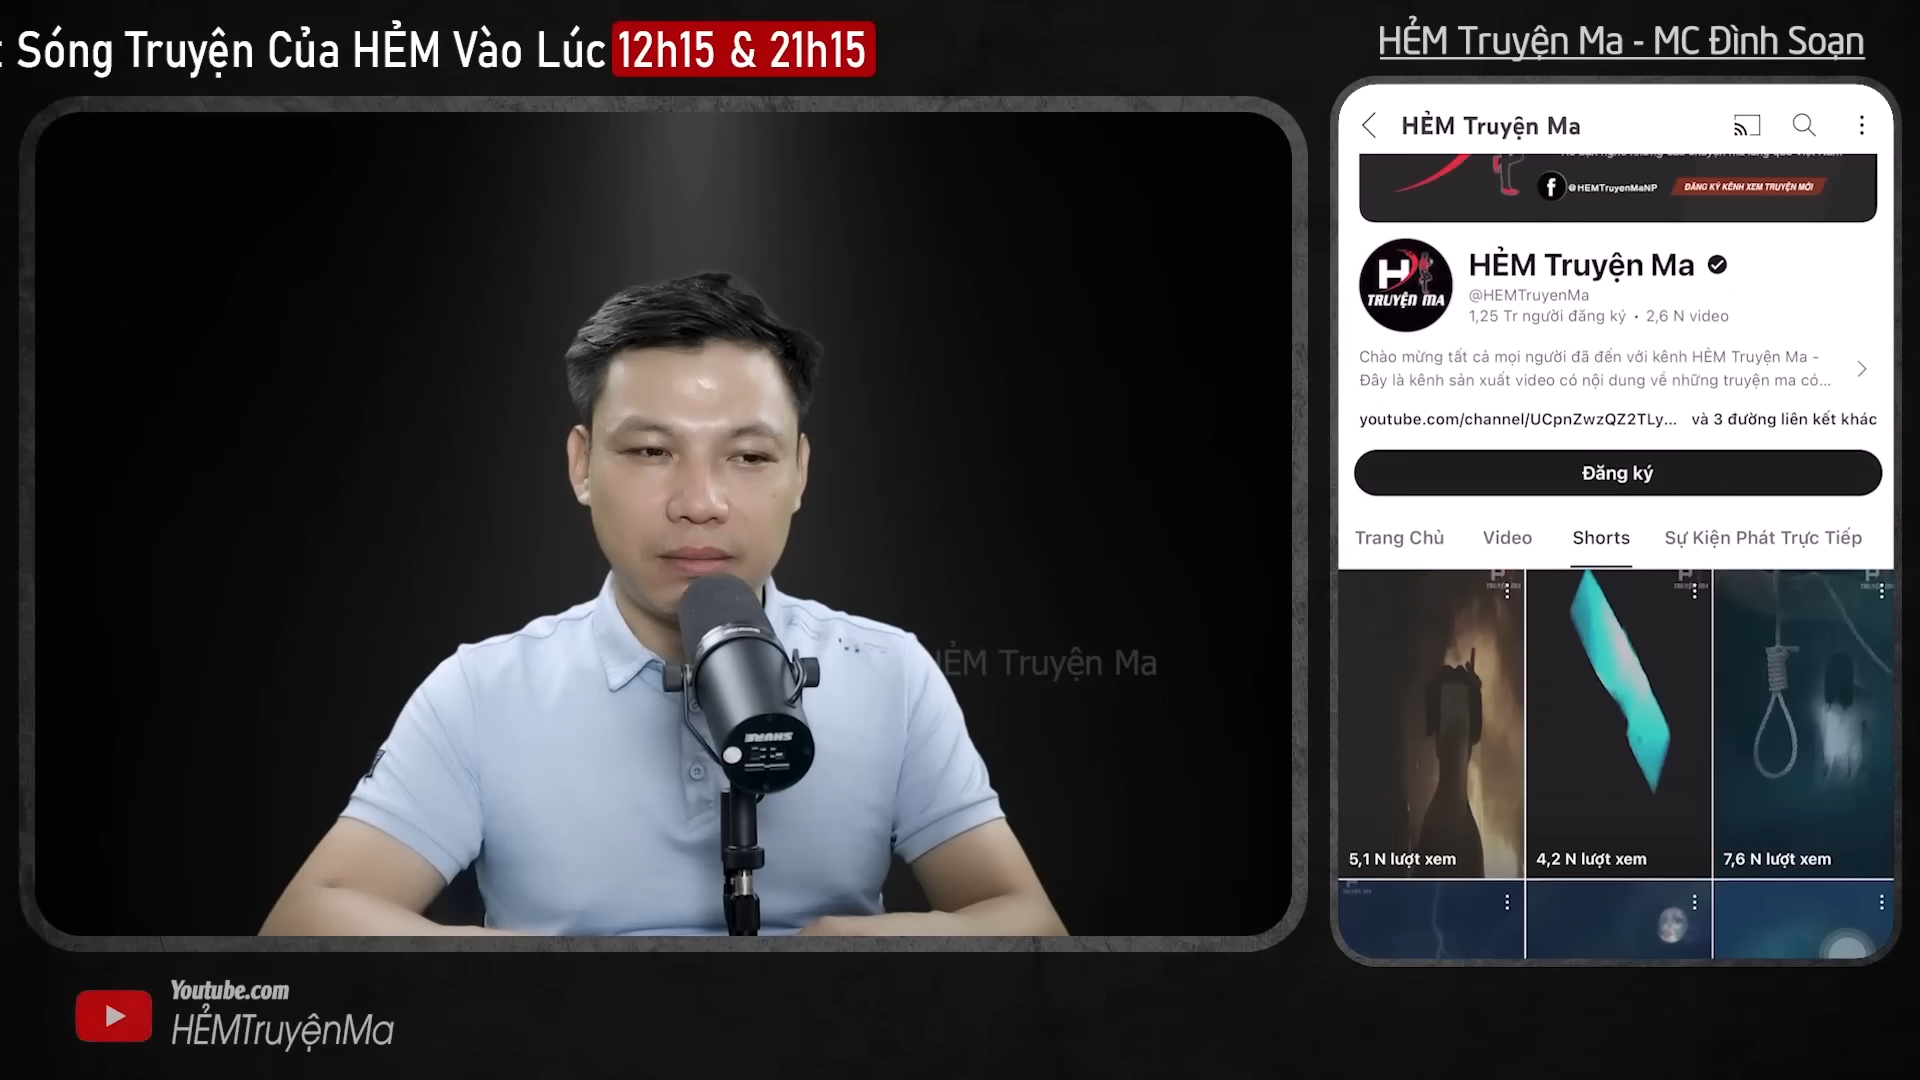 : Sóng Truyện Của HẺM Vào Lúc 12h15 & 21h15
HẺM Truyện Ma - MC Đình Soạn
HẺM Truyện Ma
@HEMTruyenMaNP
ĐĂNG KÝ KÊNH XEM TRUYỆN MỚI
H
TRUYỆN MA
HẺM Truyện Ma
@HEMTruyenMa
1,25 Tr người đăng ký • 2,6 N video
Chào mừng tất cả mọi người đã đến với kênh HẺM Truyện Ma -
Đây là kênh sản xuất video có nội dung về những truyện ma có...
youtube.com/channel/UCpnZwzQZ2TLy... và 3 đường liên kết khác
Đăng ký
Trang Chủ Video Shorts Sự Kiện Phát Trực Tiếp
5,1 N lượt xem 4,2 N lượt xem 7,6 N lượt xem
HẺM Truyện Ma
SHURE
Youtube.com
HẺMTruyệnMa